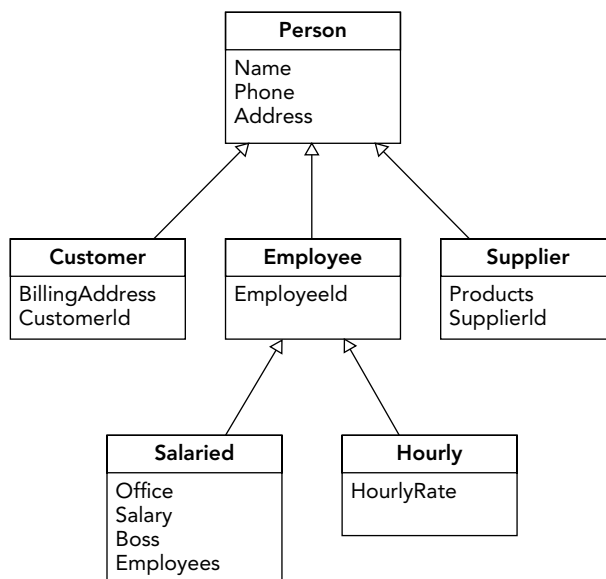 Person
Name
Phone
Address
Customer
BillingAddress
CustomerId
Employee
EmployeeId
Supplier
Products
SupplierId
Salaried
Office
Salary
Boss
Employees
Hourly
HourlyRate